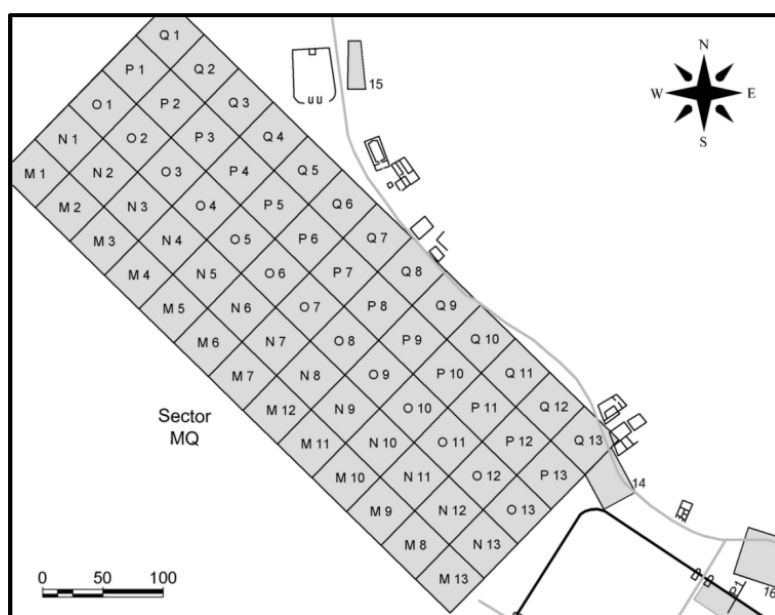 Q 1
N
P 1 Q 2
15
W E
O 1 P 2 Q 3
N 1 O 2 P 3 Q 4
S
M 1 N 2 O 3 P 4 Q 5
M 2 N 3 O 4 P 5 Q 6
M 3 N 4 O 5 P 6 Q 7
M 4 N 5 O 6 P 7 Q 8
M 5 N 6 O 7 P 8 Q 9
M 6 N 7 O 8 P 9 Q 10
M 7 N 8 O 9 P 10 Q 11
M 12 N 9 O 10 P 11 Q 12
Sector
MQ
M 11 N 10 O 11 P 12 Q 13
M 10 N 11 O 12 P 13
14
M 9 N 12 O 13
M 8 N 13
M 13
0 50 100
P1
16